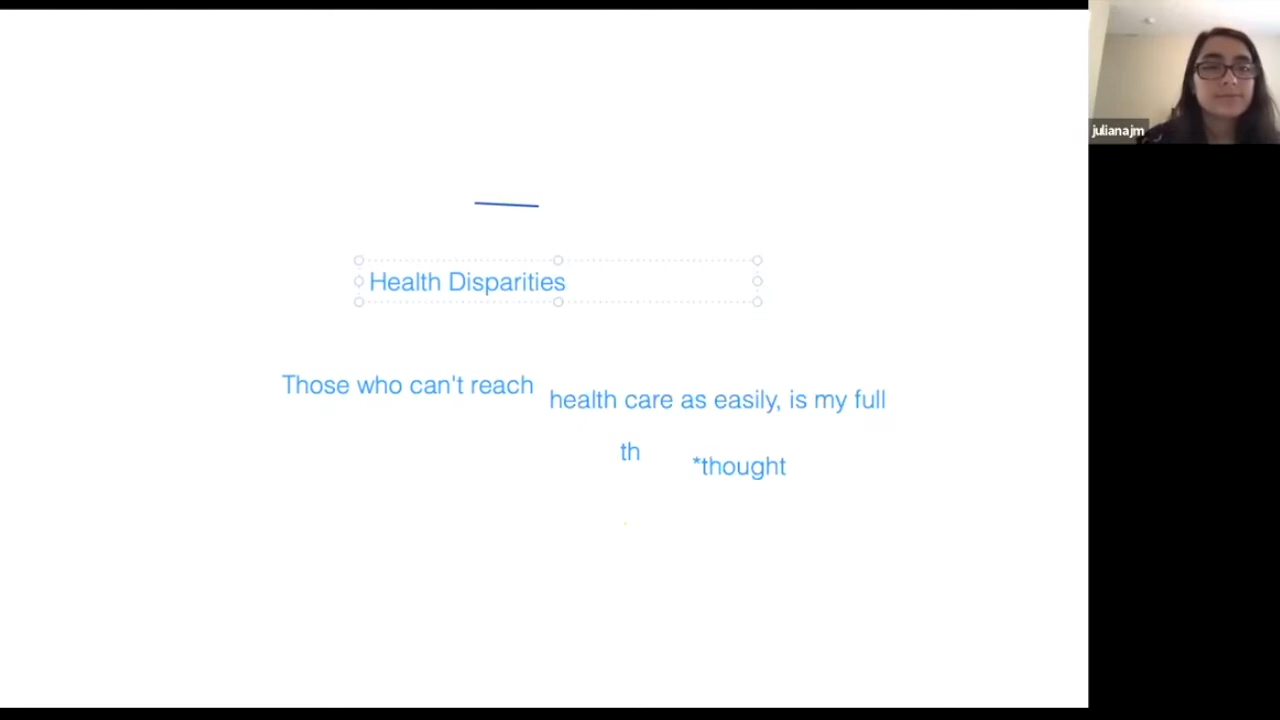 Health Disparities
Those who can't reach
health care as easily, is my full
th
*thought
julianajm